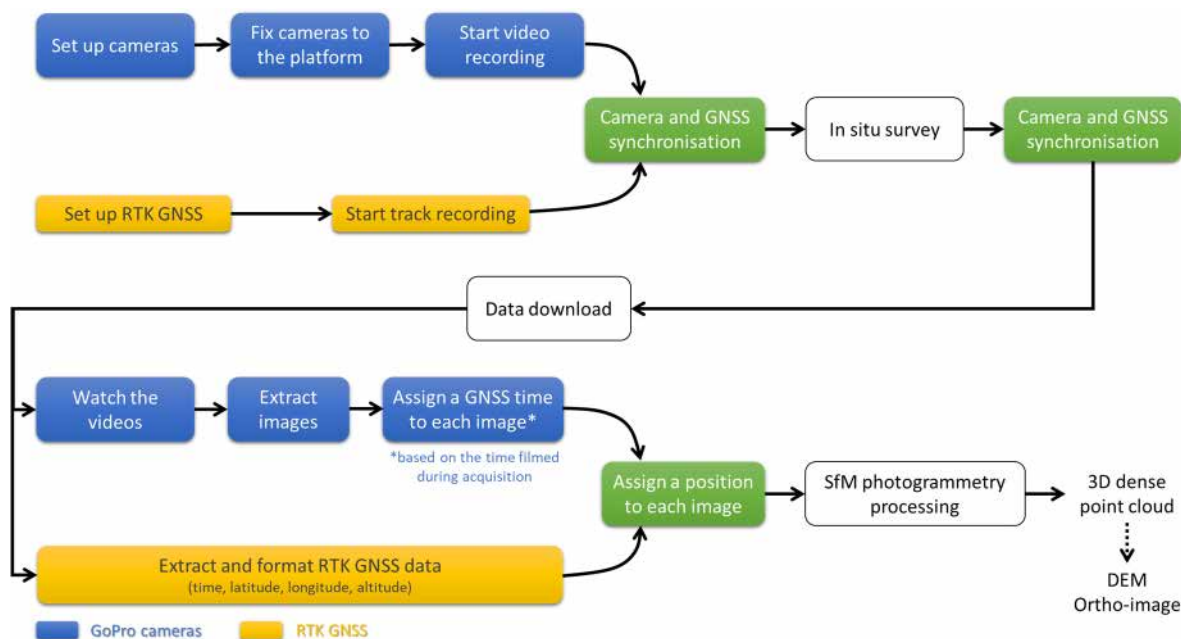 Set up cameras
Fix cameras to
the platform
Start video
recording
Camera and GNSS
synchronisation
In situ survey
Camera and GNSS
synchronisation
Set up RTK GNSS
Start track recording
Data download
Watch the
videos
Extract
images
Assign a GNSS time
to each image*
*based on the time filmed
during acquisition
Assign a position
to each image
SfM photogrammetry
processing
3D dense
point cloud
Extract and format RTK GNSS data
(time, latitude, longitude, altitude)
DEM
Ortho-image
GoPro cameras
RTK GNSS